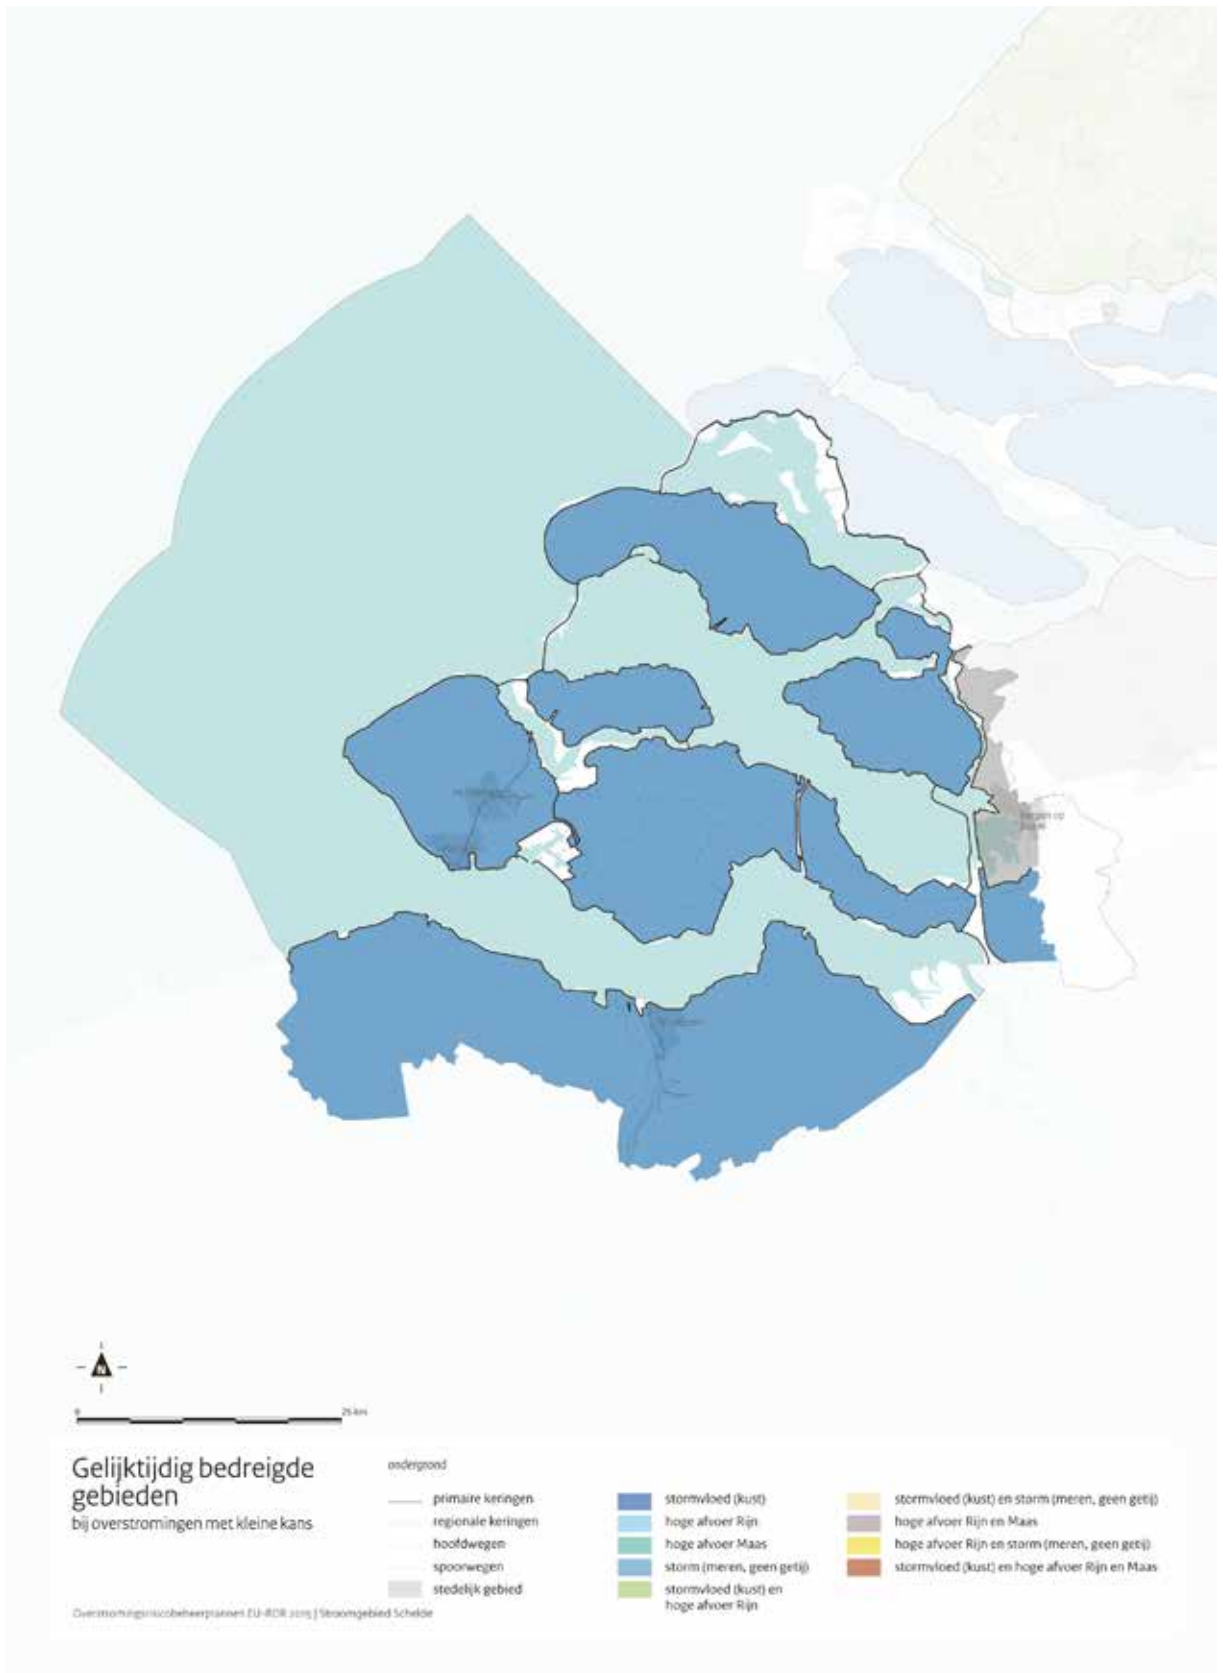 bergen op
N
0
25 km
Gelijktijdig bedreigde
gebieden
bij overstromingen met kleine kans
ondergrond
primaire keringen
regionale keringen
hoofdwegen
spoorwegen
stedelijk gebied
stormvloed (kust)
hoge afvoer Rijn
hoge afvoer Maas
storm (meren, geen getij)
stormvloed (kust) en
hoge afvoer Rijn
stormvloed (kust) en storm (meren, geen getij)
hoge afvoer Rijn en Maas
hoge afvoer Rijn en storm (meren, geen getij)
stormvloed (kust) en hoge afvoer Rijn en Maas
Overstromingsrisicobeheerplannen EU-ROR 2015 | Stroomgebied Schelde